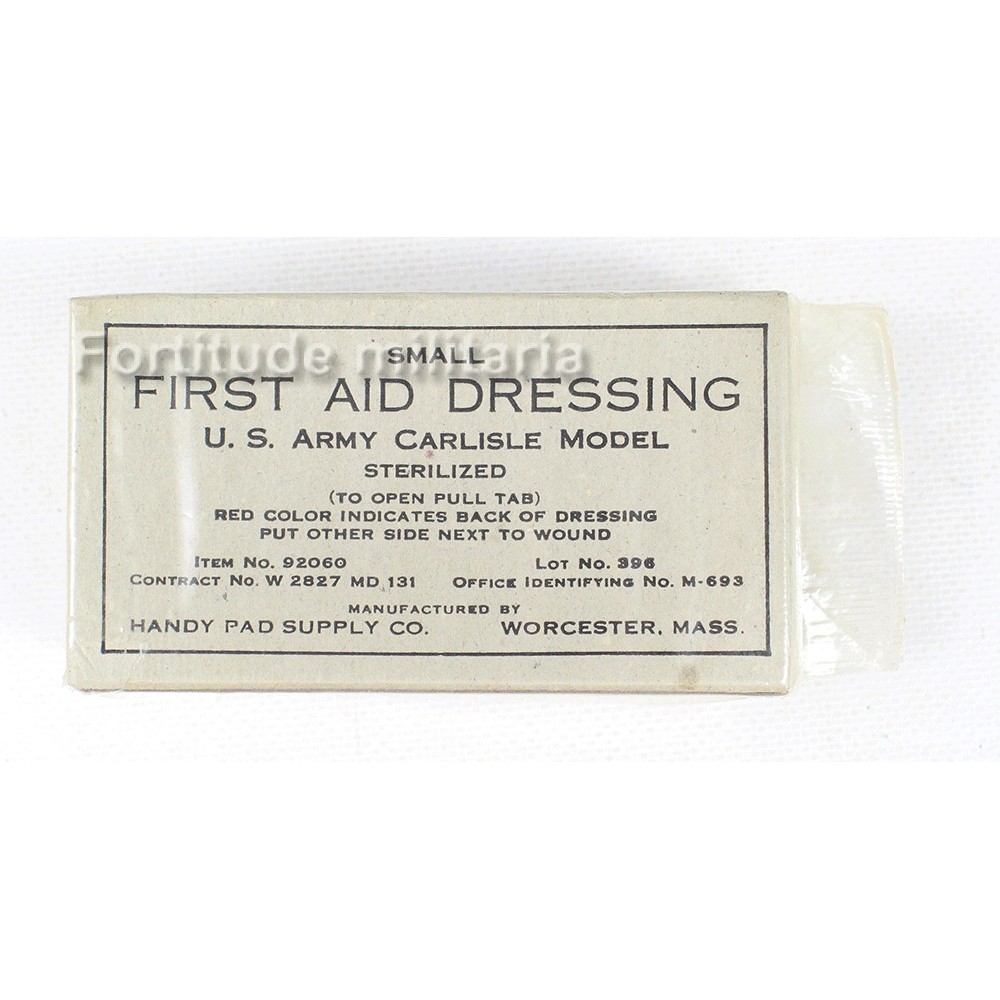 Fortitude militaria
SMALL
FIRST AID DRESSING
U. S. ARMY CARLISLE MODEL
STERILIZED
(TO OPEN PULL TAB)
RED COLOR INDICATES BACK OF DRESSING
PUT OTHER SIDE NEXT TO WOUND
ITEM No. 92060 LOT No. 396
CONTRACT No. W 2827 MD 131 OFFICE IDENTIFYING No. M-693
MANUFACTURED BY
HANDY PAD SUPPLY CO. WORCESTER, MASS.